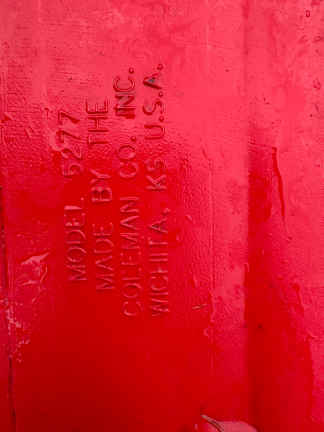 MODEL 5277
MADE BY THE
COLEMAN CO. INC.
WICHITA, KS U.S.A.